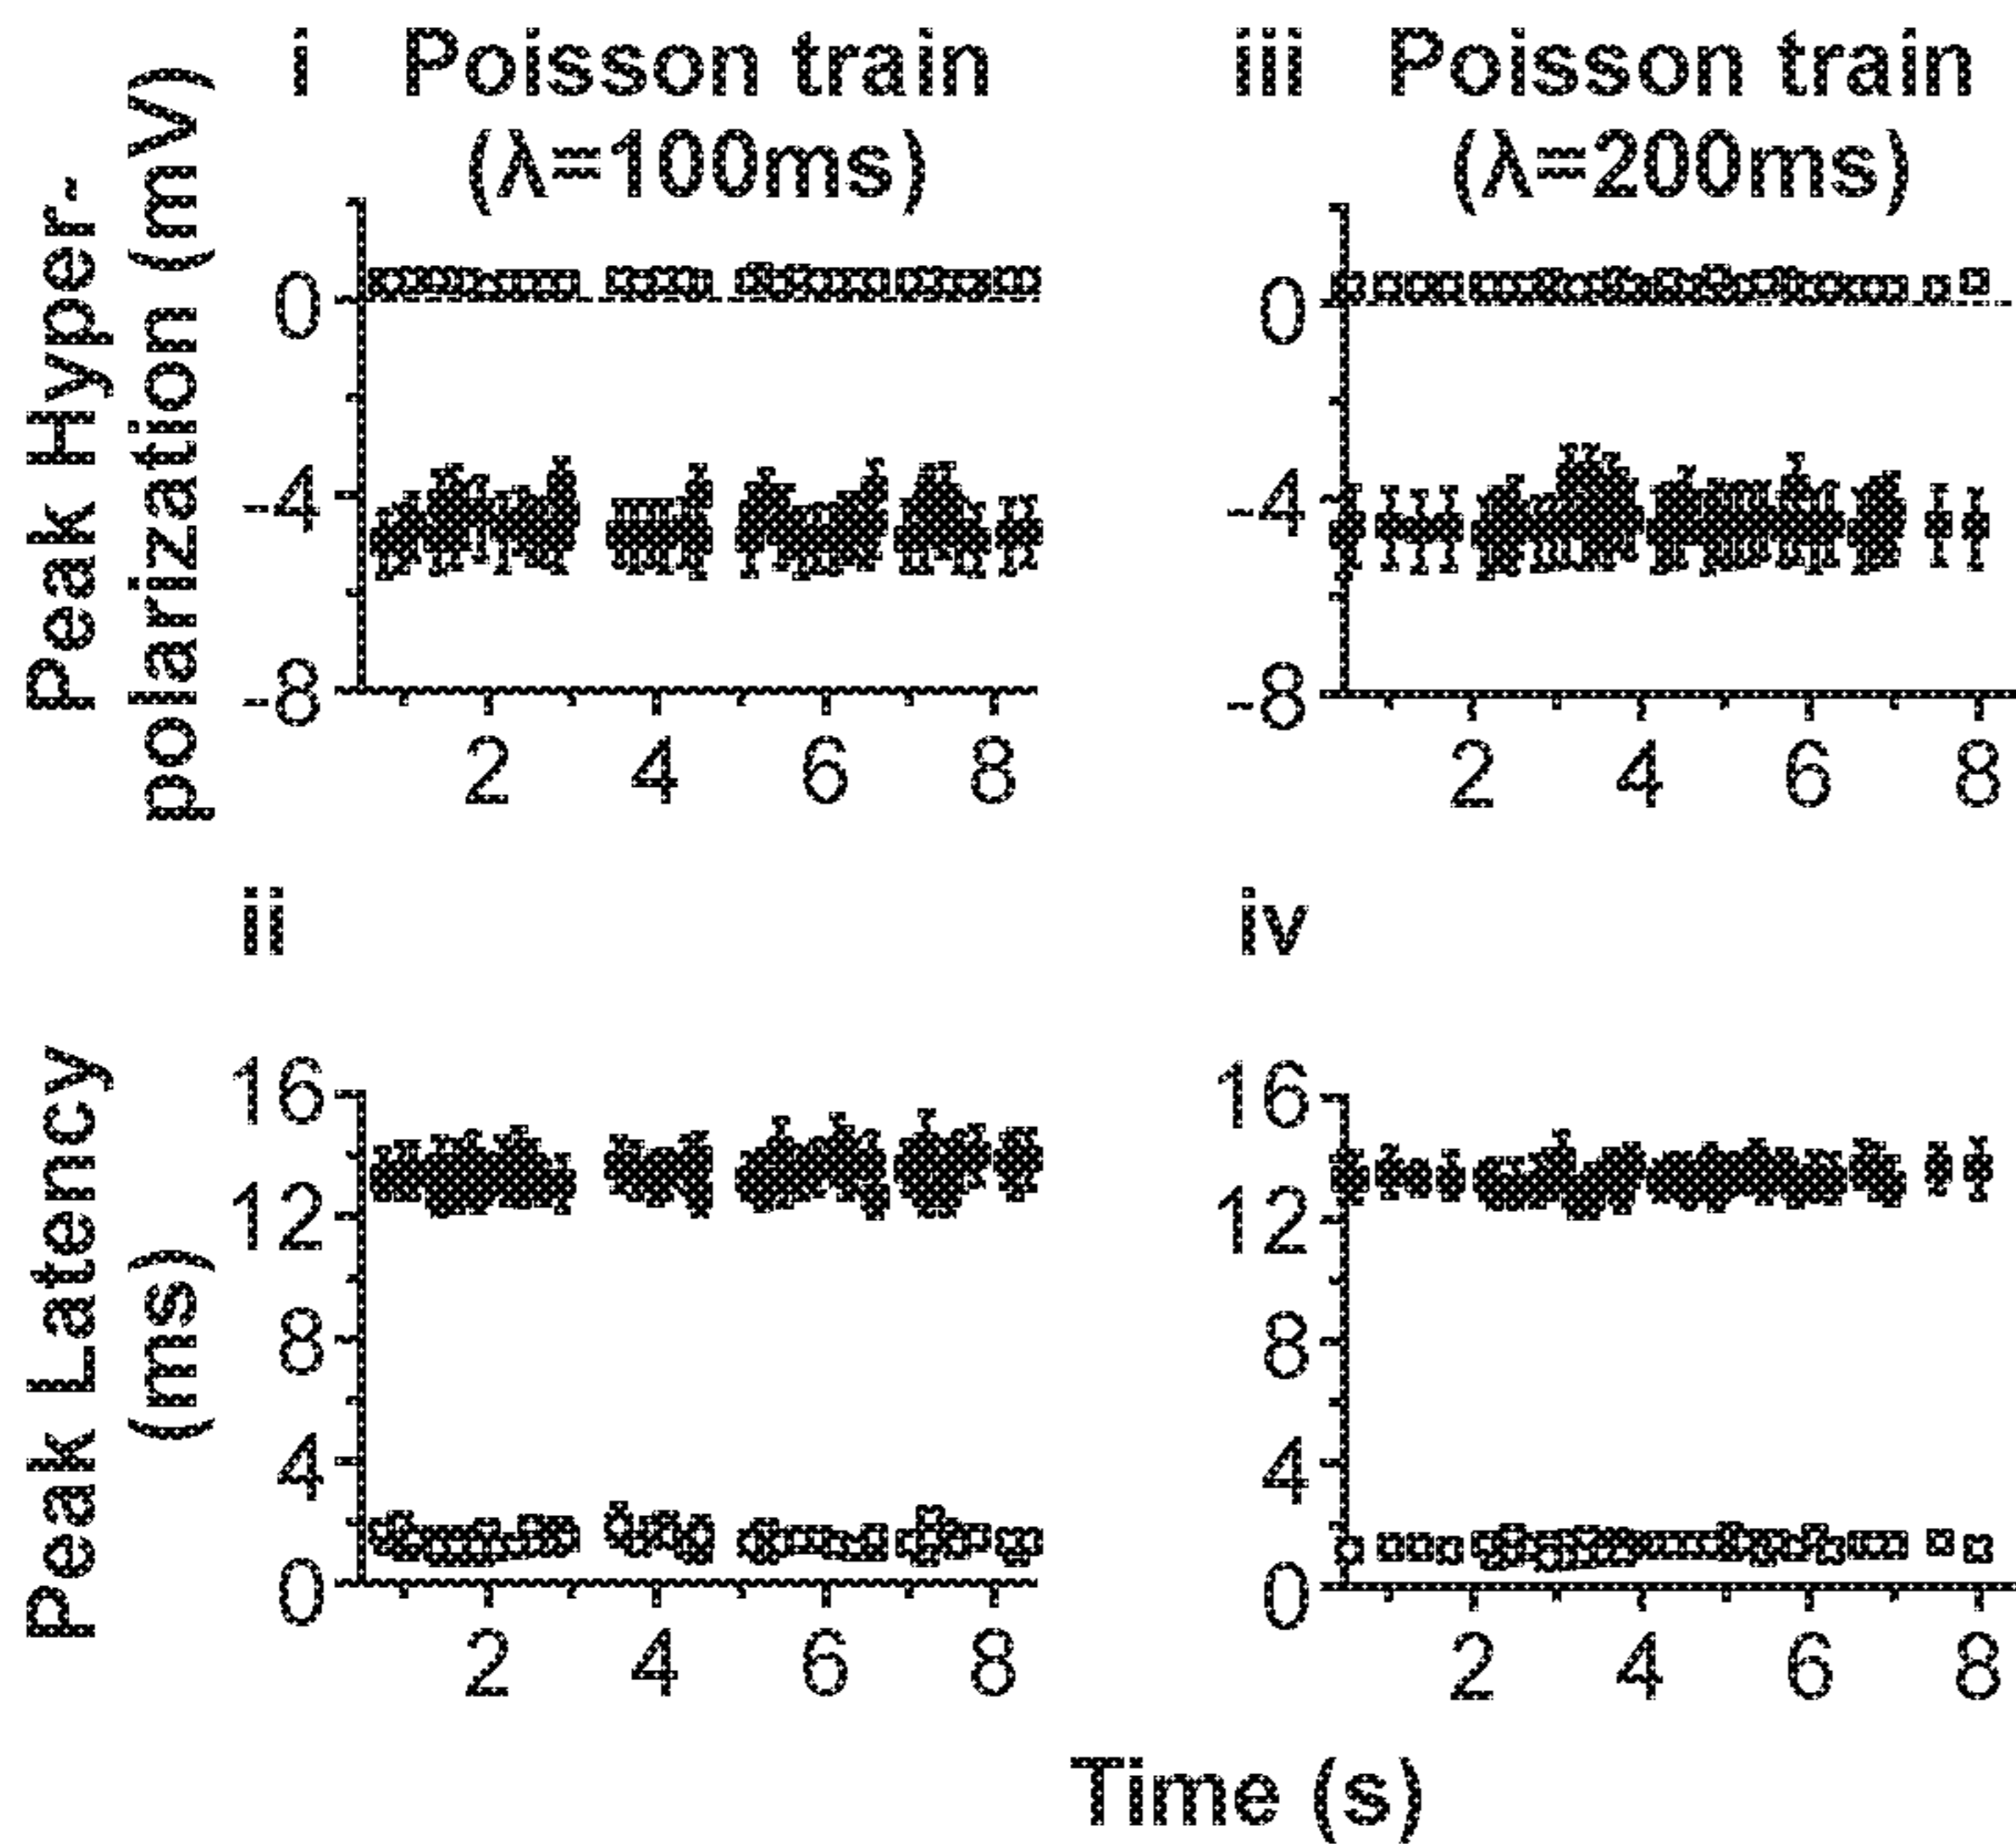 i Poisson train
(λ=100ms)
iii Poisson train
(λ=200ms)
Peak Hyper-
polarization (mV)
0
-4
-8
2 4 6 8
0
-4
-8
2 4 6 8
ii
iv
Peak Latency
(ms)
16
12
8
4
0
2 4 6 8
16
12
8
4
0
2 4 6 8
Time (s)